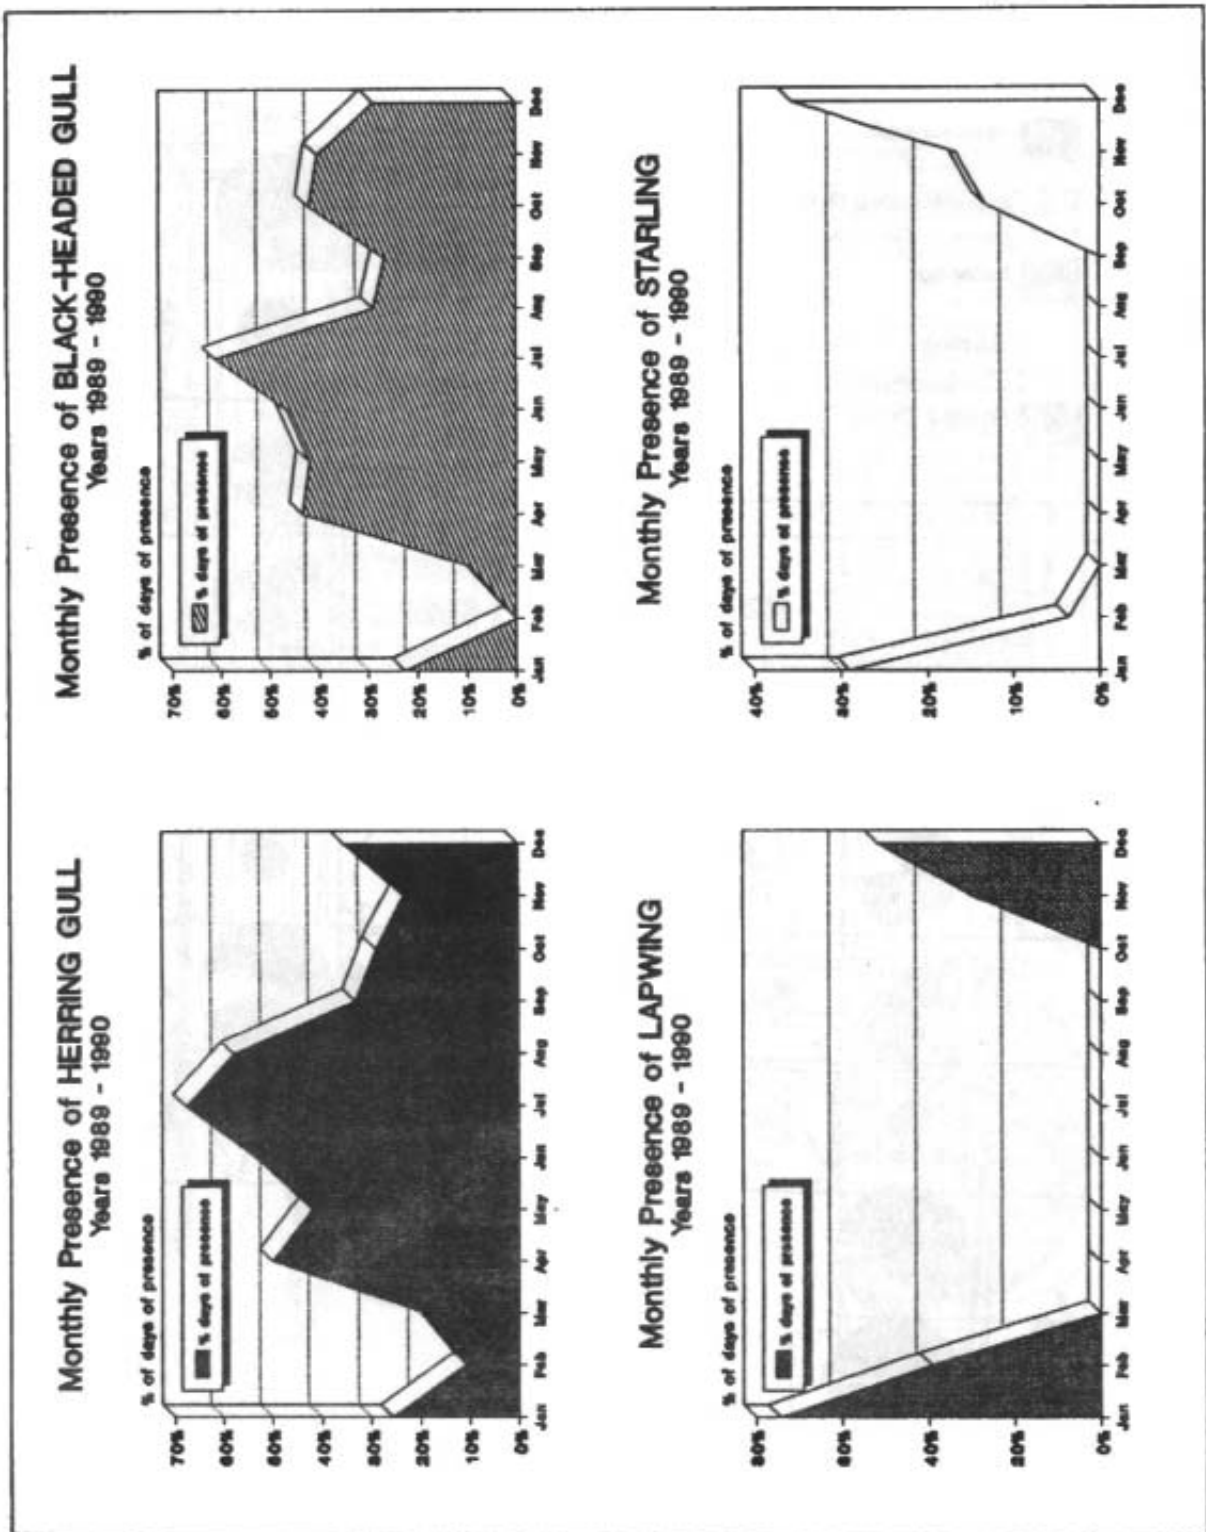 Monthly Presence of HERRING GULL
Years 1989 - 1990
% of days of presence
% days of presence
70%
60%
50%
40%
30%
20%
10%
0%
Jan Feb Mar Apr May Jun Jul Aug Sep Oct Nov Dec
Monthly Presence of BLACK-HEADED GULL
Years 1989 - 1990
% of days of presence
% days of presence
70%
60%
50%
40%
30%
20%
10%
0%
Jan Feb Mar Apr May Jun Jul Aug Sep Oct Nov Dec
Monthly Presence of LAPWING
Years 1989 - 1990
% of days of presence
% days of presence
80%
60%
40%
20%
0%
Jan Feb Mar Apr May Jun Jul Aug Sep Oct Nov Dec
Monthly Presence of STARLING
Years 1989 - 1990
% of days of presence
% days of presence
40%
30%
20%
10%
0%
Jan Feb Mar Apr May Jun Jul Aug Sep Oct Nov Dec